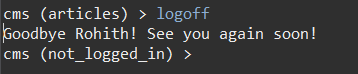 cms (articles) > logoff
Goodbye Rohith! See you again soon!
cms (not_logged_in) >